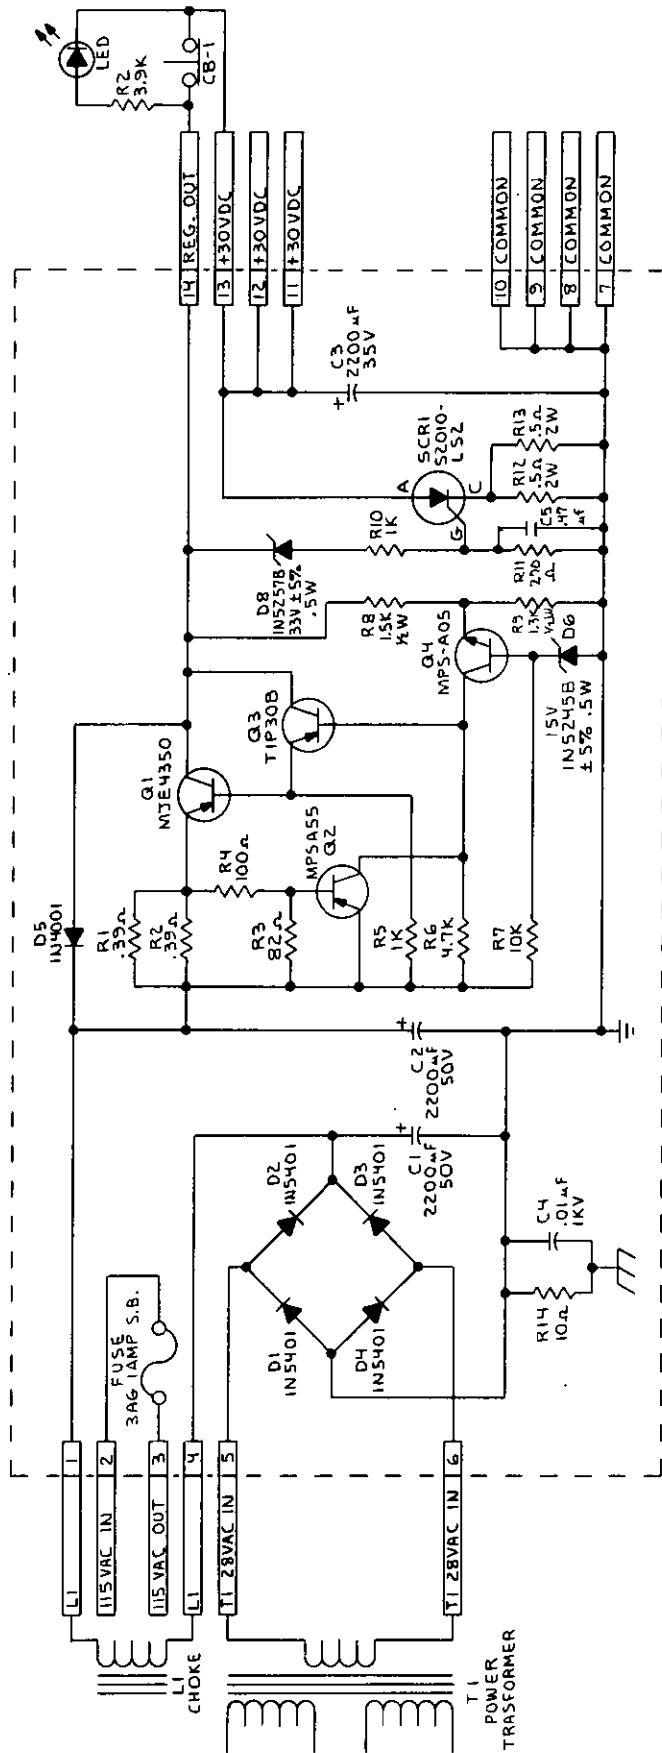 LED
R2
3.9K
CB-1
14 REG. OUT
13 +30VDC
12 +30VDC
11 +30VDC
10 COMMON
9 COMMON
8 COMMON
7 COMMON
C3
2200µF
35V
+
SCR1
S2010-
LS2
A
C
G
R13
.5Ω
2W
R12
.5Ω
2W
R10
1K
C5
.47
µF
R11
270
Ω
D8
1N5257B
33V ±5%
.5W
R8
1.5K
½W
R9
1.3K
¼W
Q4
MPS-A05
D6
15V
1N5245B
±5% .5W
Q3
TIP30B
Q1
MJE4350
MPSA55
Q2
R4
100Ω
D5
1N4001
R1
.39Ω
R2
.39Ω
R3
82Ω
R5
1K
R6
4.7K
R7
10K
+
C2
2200µF
50V
+
C1
2200µF
50V
D2
1N5401
D3
1N5401
D1
1N5401
D4
1N5401
C4
.01µF
1KV
R14
10Ω
FUSE
3AG 1AMP S.B.
L1 1
115VAC IN 2
115VAC OUT 3
L1 4
T1 28VAC IN 5
T1 28VAC IN 6
L1
CHOKE
T1
POWER
TRASFORMER